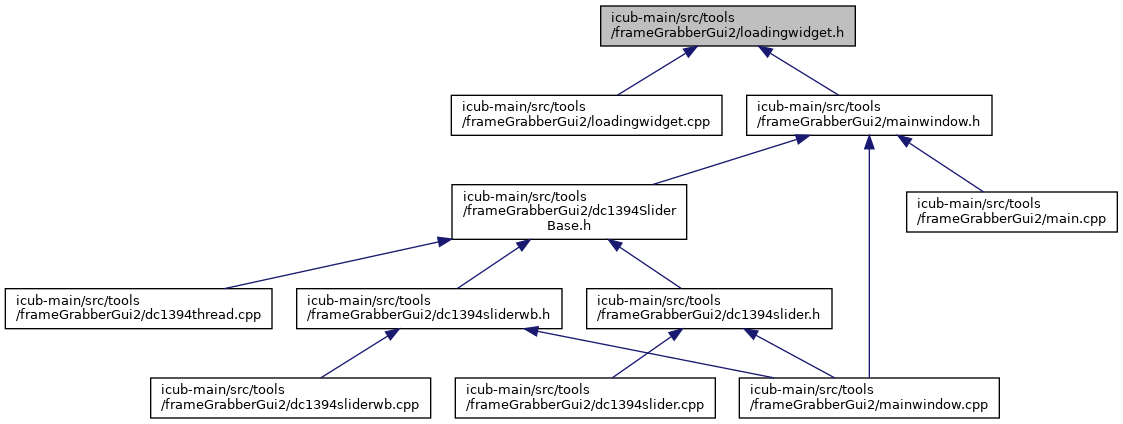 icub-main/src/tools
/frameGrabberGui2/loadingwidget.h
icub-main/src/tools
/frameGrabberGui2/loadingwidget.cpp
icub-main/src/tools
/frameGrabberGui2/mainwindow.h
icub-main/src/tools
/frameGrabberGui2/dc1394Slider
Base.h
icub-main/src/tools
/frameGrabberGui2/main.cpp
icub-main/src/tools
/frameGrabberGui2/dc1394thread.cpp
icub-main/src/tools
/frameGrabberGui2/dc1394sliderwb.h
icub-main/src/tools
/frameGrabberGui2/dc1394slider.h
icub-main/src/tools
/frameGrabberGui2/dc1394sliderwb.cpp
icub-main/src/tools
/frameGrabberGui2/dc1394slider.cpp
icub-main/src/tools
/frameGrabberGui2/mainwindow.cpp